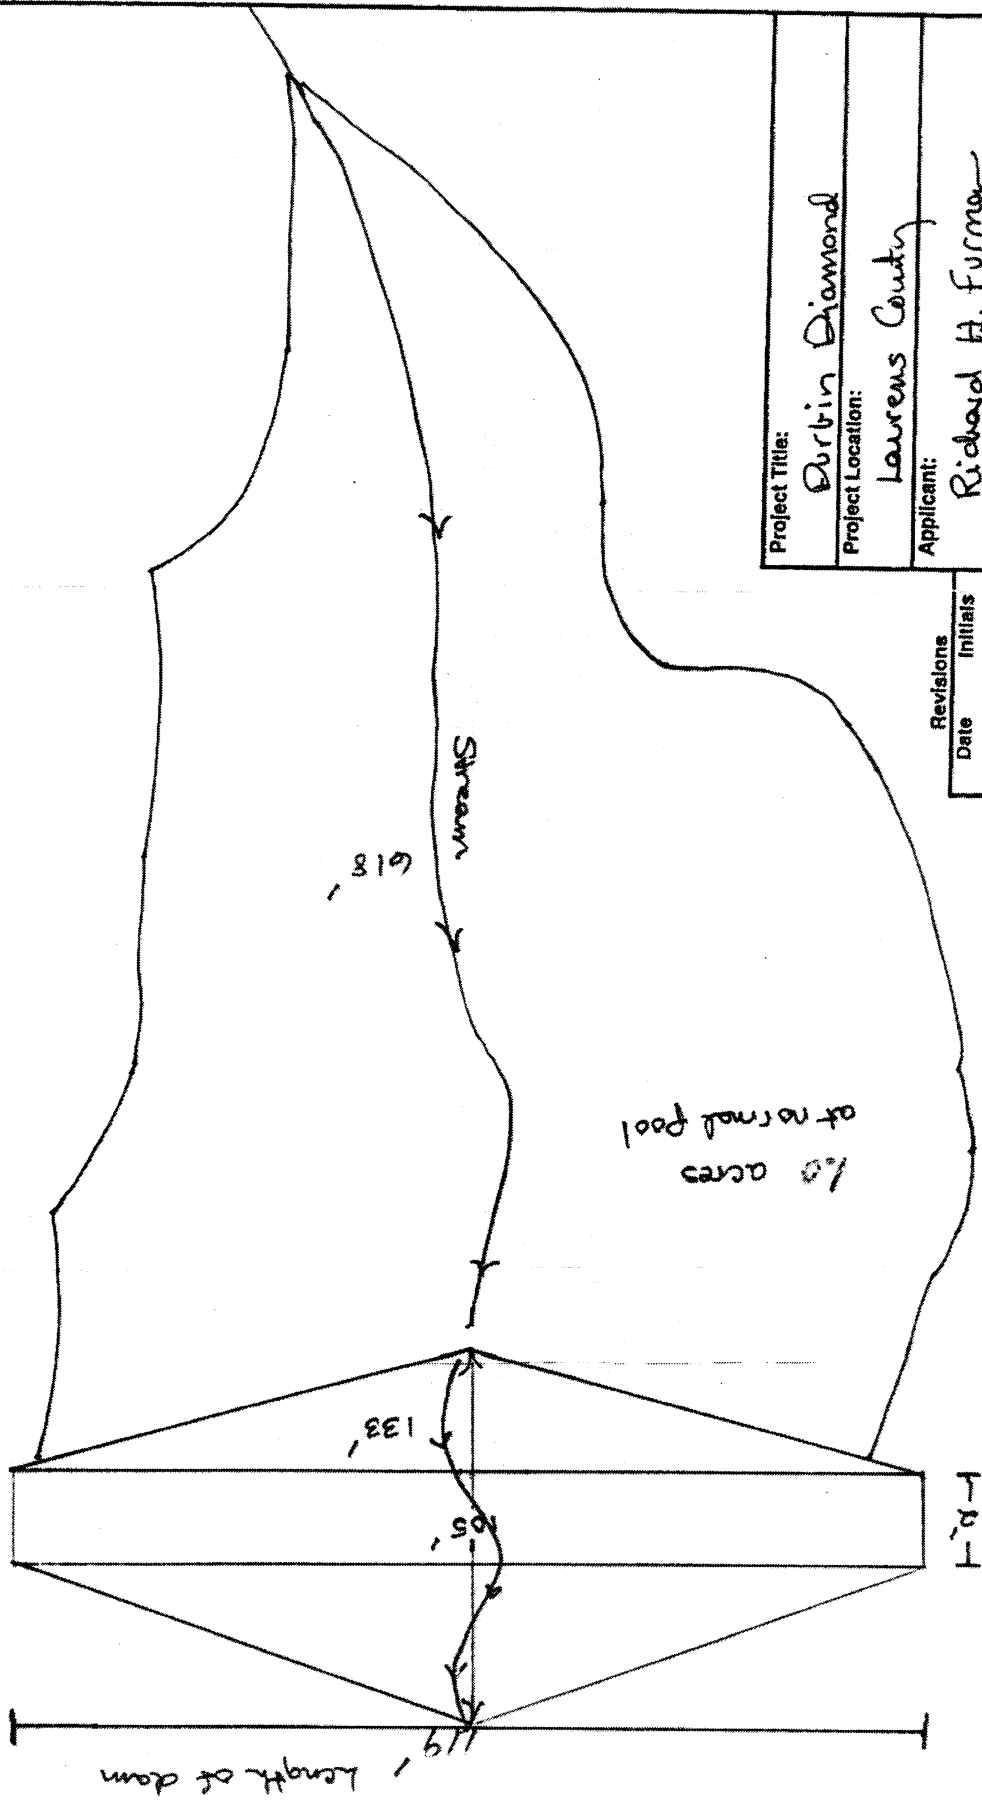 Project Title:
Durbin Diamond
Project Location:
Laurens County
Applicant:
Richard H. Furman
Revisions
Date Initials
Stream
618'
1.0 acres
at normal pool
133'
105'
12'
119' Length of dam